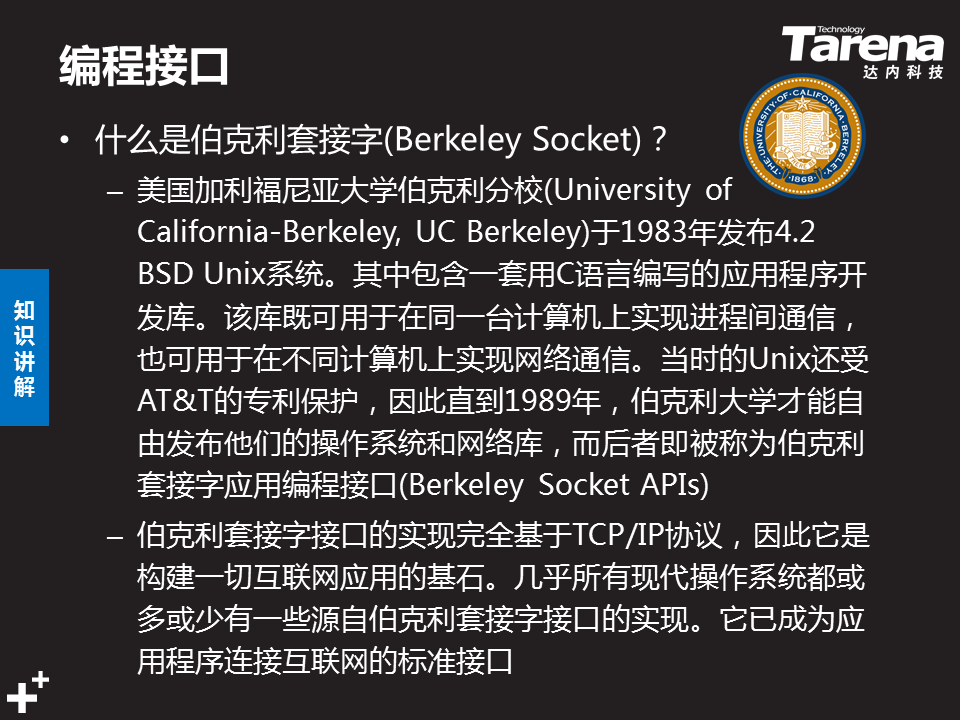 编程接口
Technology
Tarena
达内科技
THE·UNIVERSITY·OF·CALIFORNIA·BERKELEY
·1868·
• 什么是伯克利套接字(Berkeley Socket)？
– 美国加利福尼亚大学伯克利分校(University of
California-Berkeley, UC Berkeley)于1983年发布4.2
BSD Unix系统。其中包含一套用C语言编写的应用程序开
发库。该库既可用于在同一台计算机上实现进程间通信，
也可用于在不同计算机上实现网络通信。当时的Unix还受
AT&T的专利保护，因此直到1989年，伯克利大学才能自
由发布他们的操作系统和网络库，而后者即被称为伯克利
套接字应用编程接口(Berkeley Socket APIs)
– 伯克利套接字接口的实现完全基于TCP/IP协议，因此它是
构建一切互联网应用的基石。几乎所有现代操作系统都或
多或少有一些源自伯克利套接字接口的实现。它已成为应
用程序连接互联网的标准接口
知识讲解